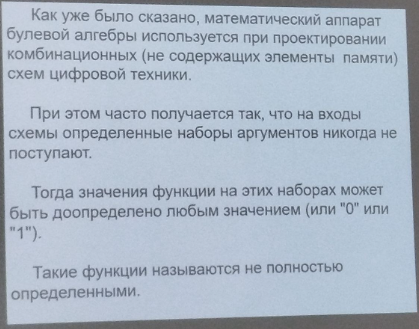 Как уже было сказано, математический аппарат
булевой алгебры используется при проектировании
комбинационных (не содержащих элементы памяти)
схем цифровой техники.
При этом часто получается так, что на входы
схемы определенные наборы аргументов никогда не
поступают.
Тогда значения функции на этих наборах может
быть доопределено любым значением (или "0" или
"1").
Такие функции называются не полностью
определенными.